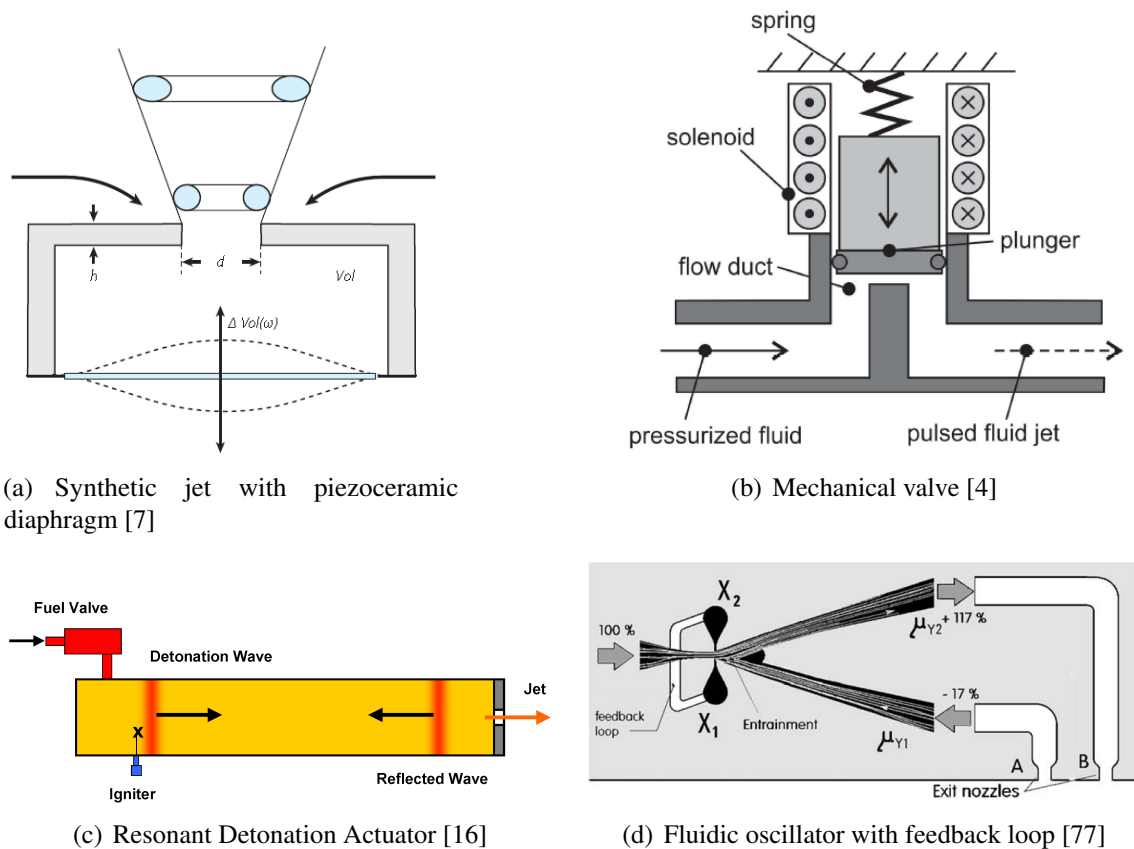 h
d
Vol
Δ Vol(ω)
(a) Synthetic jet with piezoceramic
diaphragm [7]
spring
solenoid
plunger
flow duct
pressurized fluid
pulsed fluid jet
(b) Mechanical valve [4]
Fuel Valve
Detonation Wave
Jet
x
Reflected Wave
Igniter
(c) Resonant Detonation Actuator [16]
X2
100 %
μY2
+ 117 %
- 17 %
feedback
loop
X1
Entrainment
μY1
A
B
Exit nozzles
(d) Fluidic oscillator with feedback loop [77]